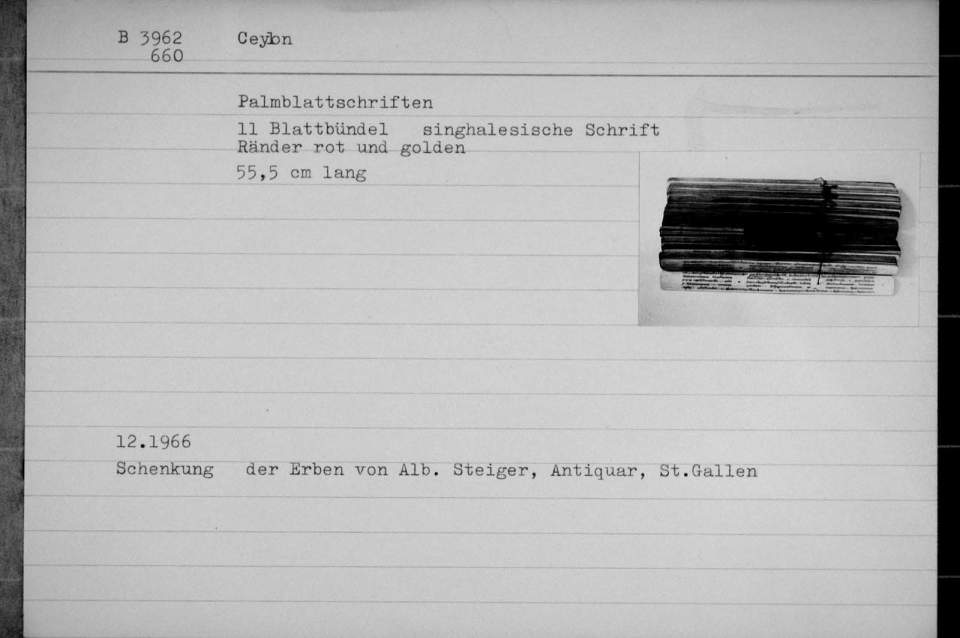 B 3962 Ceylon
660
Palmblattschriften
11 Blattbündel singhalesische Schrift
Ränder rot und golden
55,5 cm lang
12.1966
Schenkung der Erben von Alb. Steiger, Antiquar, St.Gallen